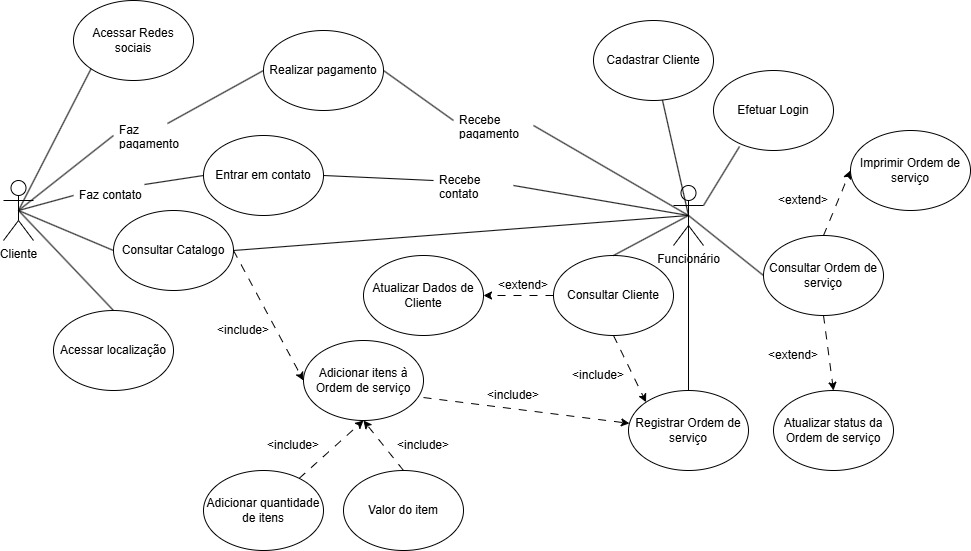 Acessar Redes
sociais
Realizar pagamento
Cadastrar Cliente
Efetuar Login
Faz
pagamento
Recebe
pagamento
Imprimir Ordem de
serviço
Entrar em contato
Faz contato
Recebe
contato
<extend>
Cliente
Consultar Catalogo
Funcionário
Consultar Ordem de
serviço
Atualizar Dados de
Cliente
<extend>
Consultar Cliente
<include>
Acessar localização
<extend>
Adicionar itens à
Ordem de serviço
<include>
<include>
Registrar Ordem de
serviço
Atualizar status da
Ordem de serviço
<include>
<include>
Adicionar quantidade
de itens
Valor do item